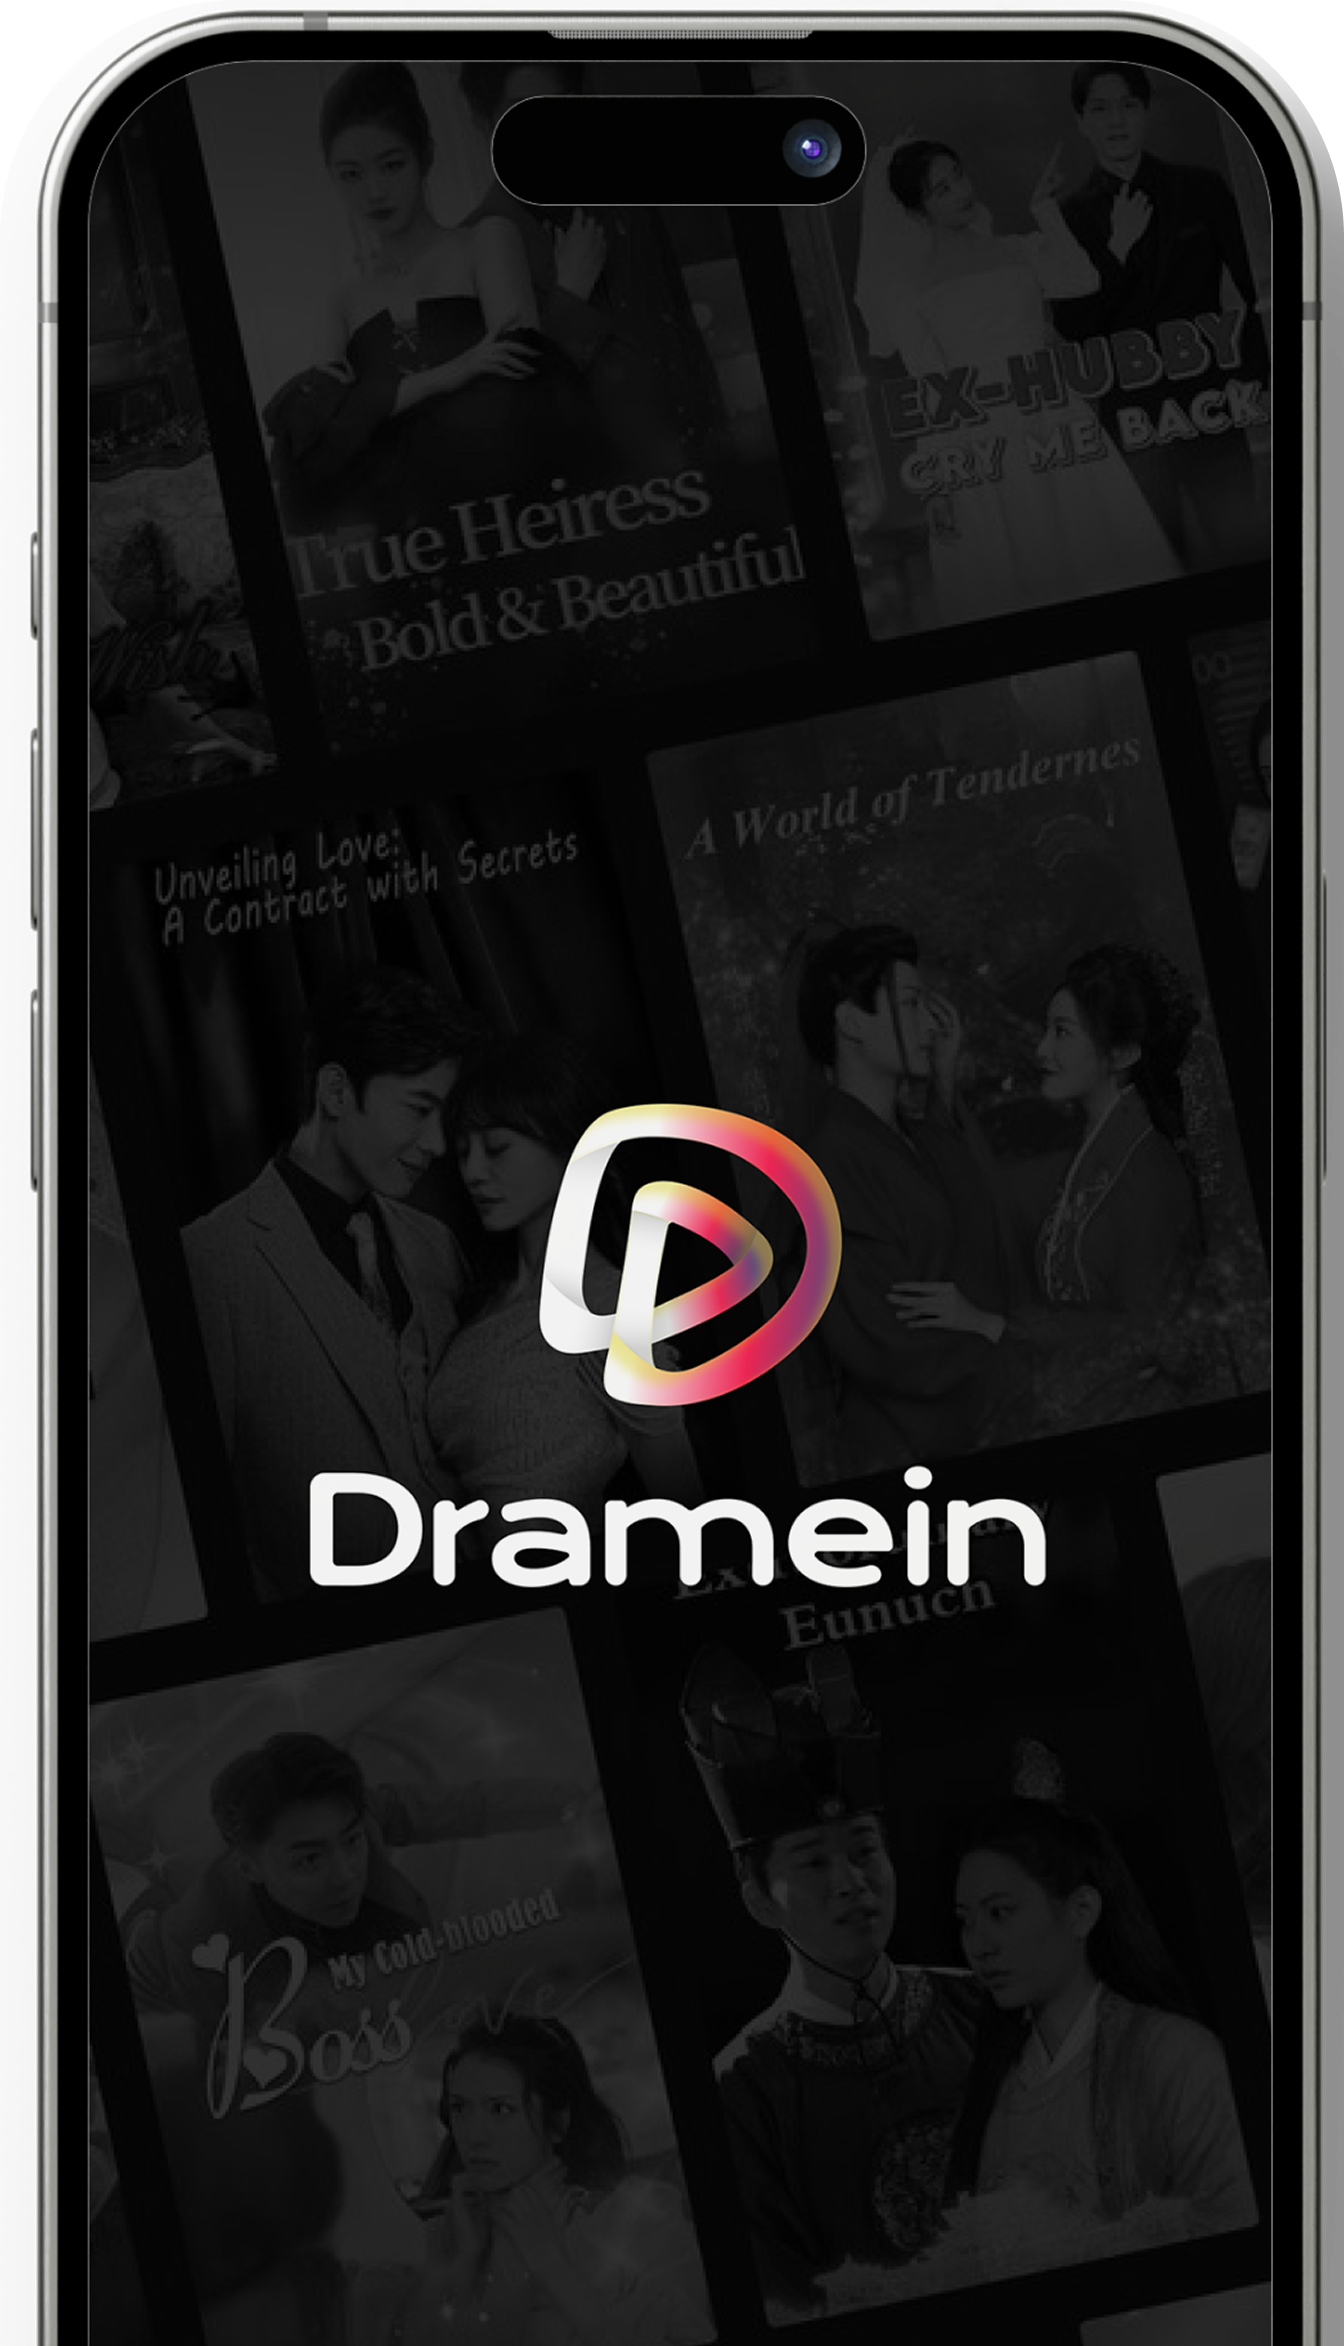 True Heiress
Bold & Beautiful
EX-HUBBY
CRY ME BACK
Unveiling Love:
A Contract with Secrets
A World of Tendernes
Dramein
Eunuch
My Cold-blooded
Boss
Love